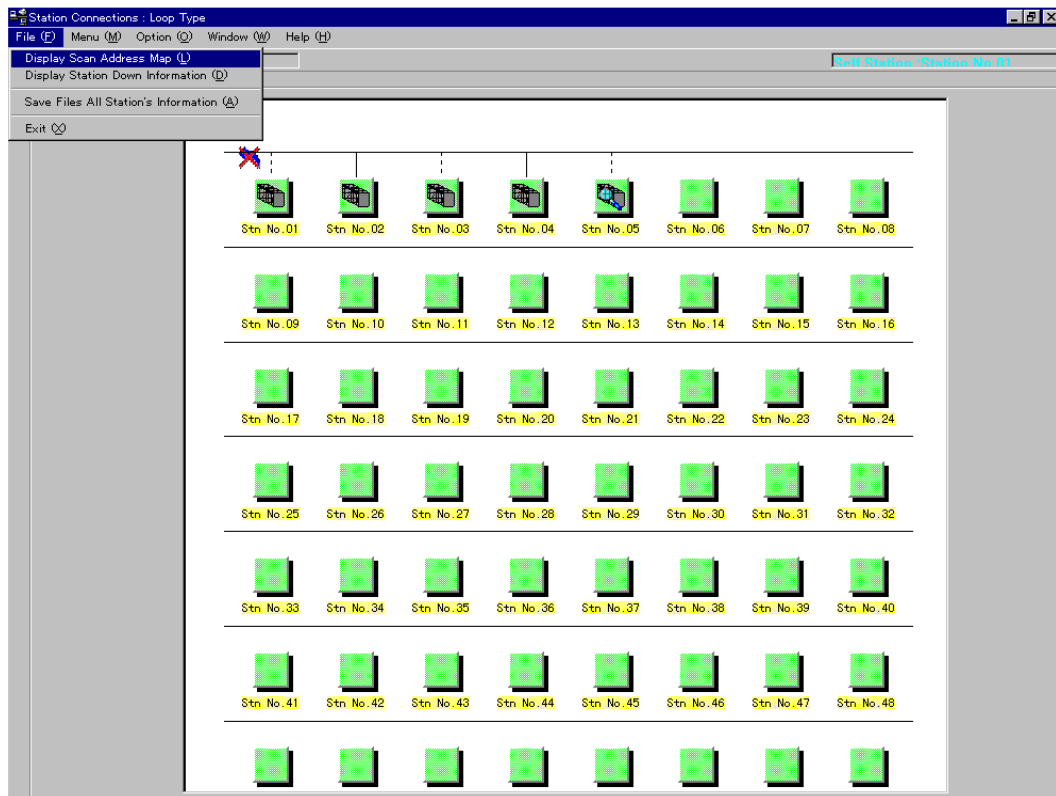 Station Connections : Loop Type
File (F) Menu (M) Option (O) Window (W) Help (H)
Display Scan Address Map (L)
Self Station :Station No.01
Display Station Down Information (D)
Save Files All Station's Information (A)
Exit (X)
Stn No.01 Stn No.02 Stn No.03 Stn No.04 Stn No.05 Stn No.06 Stn No.07 Stn No.08
Stn No.09 Stn No.10 Stn No.11 Stn No.12 Stn No.13 Stn No.14 Stn No.15 Stn No.16
Stn No.17 Stn No.18 Stn No.19 Stn No.20 Stn No.21 Stn No.22 Stn No.23 Stn No.24
Stn No.25 Stn No.26 Stn No.27 Stn No.28 Stn No.29 Stn No.30 Stn No.31 Stn No.32
Stn No.33 Stn No.34 Stn No.35 Stn No.36 Stn No.37 Stn No.38 Stn No.39 Stn No.40
Stn No.41 Stn No.42 Stn No.43 Stn No.44 Stn No.45 Stn No.46 Stn No.47 Stn No.48